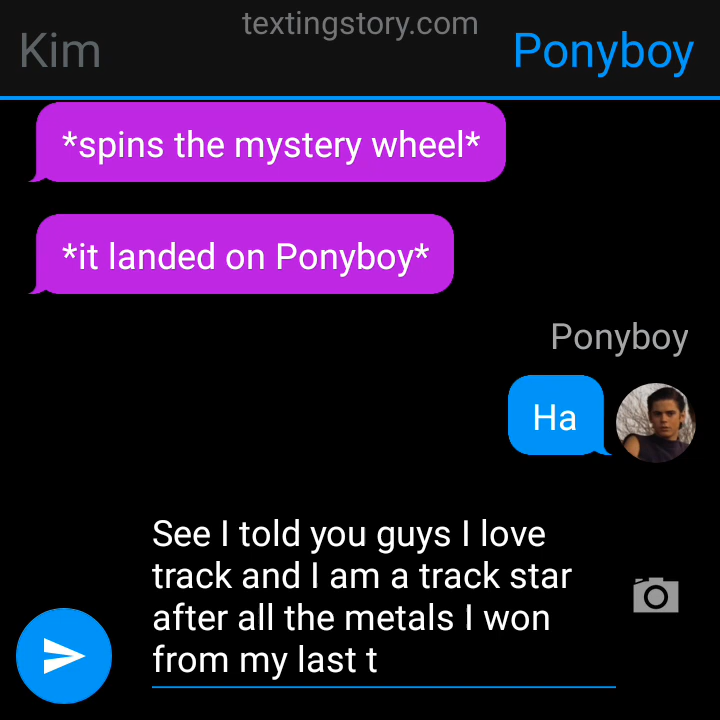 textingstory.com
Kim
Ponyboy
*spins the mystery wheel*
*it landed on Ponyboy*
Ponyboy
Ha
See I told you guys I love
track and I am a track star
after all the metals I won
from my last t